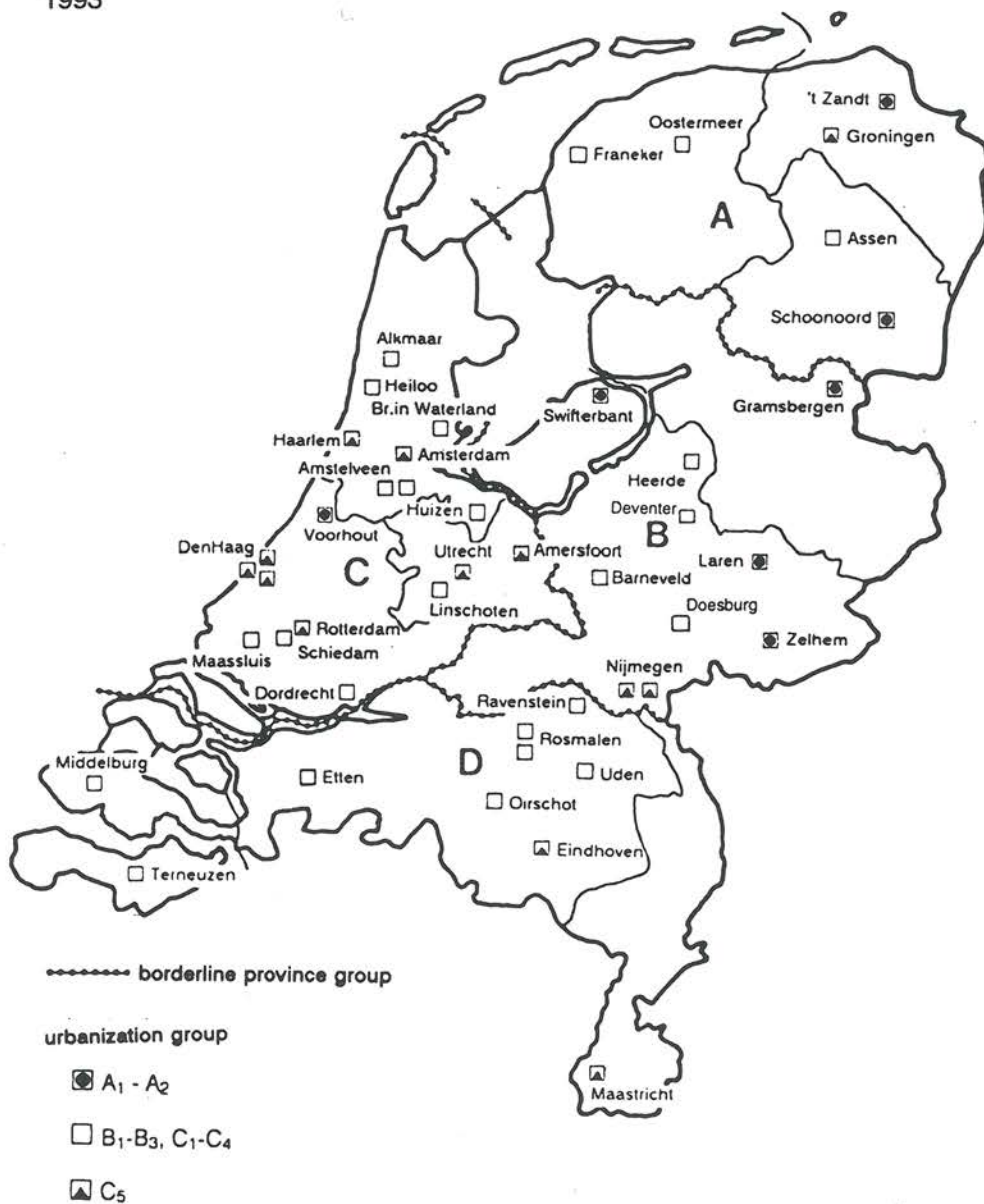 1993
't Zandt
Oostermeer
Groningen
Franeker
A
Assen
Schoonoord
Alkmaar
Heiloo
Gramsbergen
Br.in Waterland
Swifterbant
Haarlem
Amsterdam
Amstelveen
Heerde
Huizen
Deventer
Voorhout
B
DenHaag
Utrecht
Amersfoort
Laren
C
Barneveld
Linschoten
Doesburg
Rotterdam
Zelhem
Schiedam
Maassluis
Nijmegen
Dordrecht
Ravenstein
Rosmalen
Middelburg
D
Etten
Uden
Oirschot
Eindhoven
Terneuzen
borderline province group
urbanization group
A₁ - A₂
Maastricht
B₁-B₃, C₁-C₄
C₅